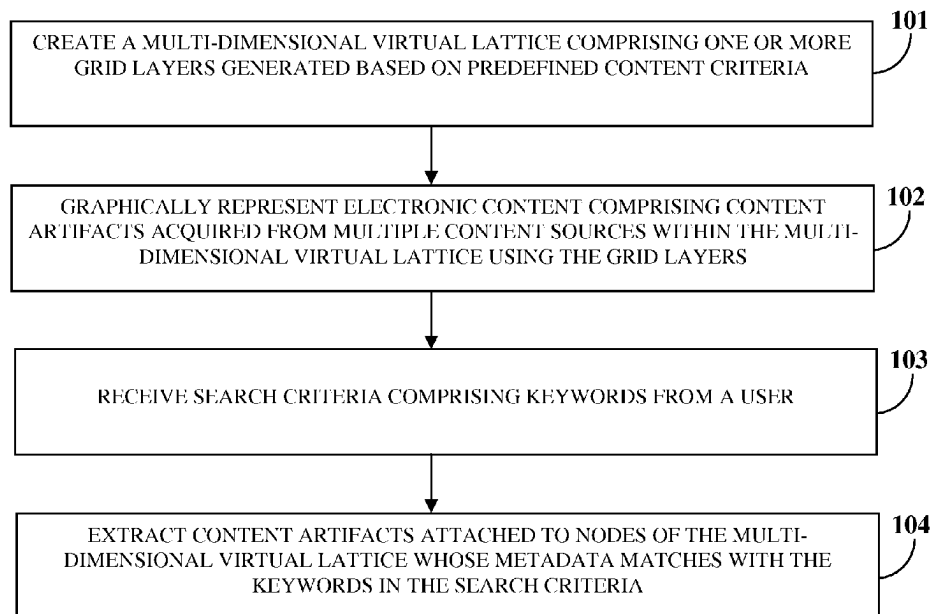 101
CREATE A MULTI-DIMENSIONAL VIRTUAL LATTICE COMPRISING ONE OR MORE
GRID LAYERS GENERATED BASED ON PREDEFINED CONTENT CRITERIA
102
GRAPHICALLY REPRESENT ELECTRONIC CONTENT COMPRISING CONTENT
ARTIFACTS ACQUIRED FROM MULTIPLE CONTENT SOURCES WITHIN THE MULTI-
DIMENSIONAL VIRTUAL LATTICE USING THE GRID LAYERS
103
RECEIVE SEARCH CRITERIA COMPRISING KEYWORDS FROM A USER
104
EXTRACT CONTENT ARTIFACTS ATTACHED TO NODES OF THE MULTI-
DIMENSIONAL VIRTUAL LATTICE WHOSE METADATA MATCHES WITH THE
KEYWORDS IN THE SEARCH CRITERIA